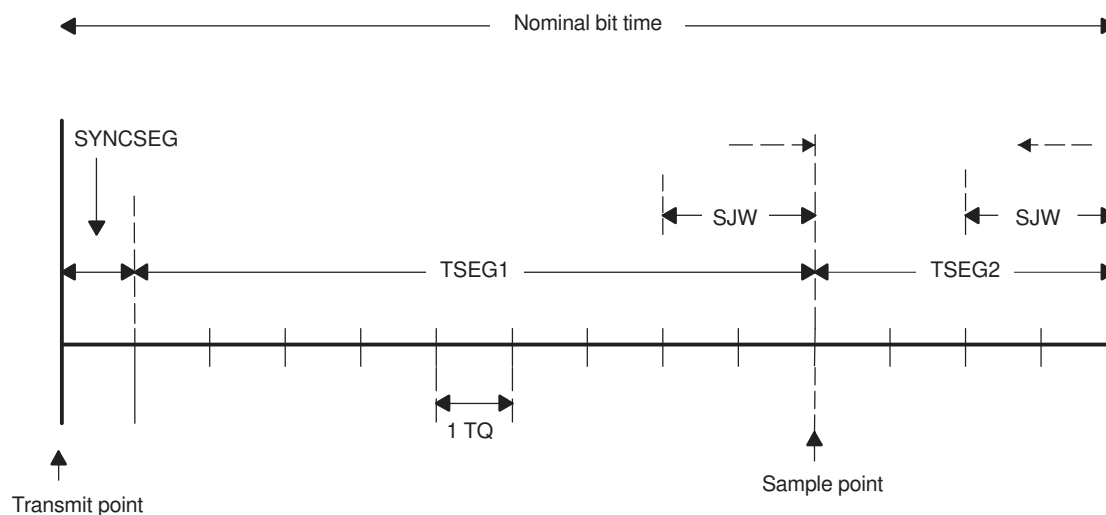 Nominal bit time
SYNCSEG
SJW
SJW
TSEG1
TSEG2
1 TQ
Sample point
Transmit point